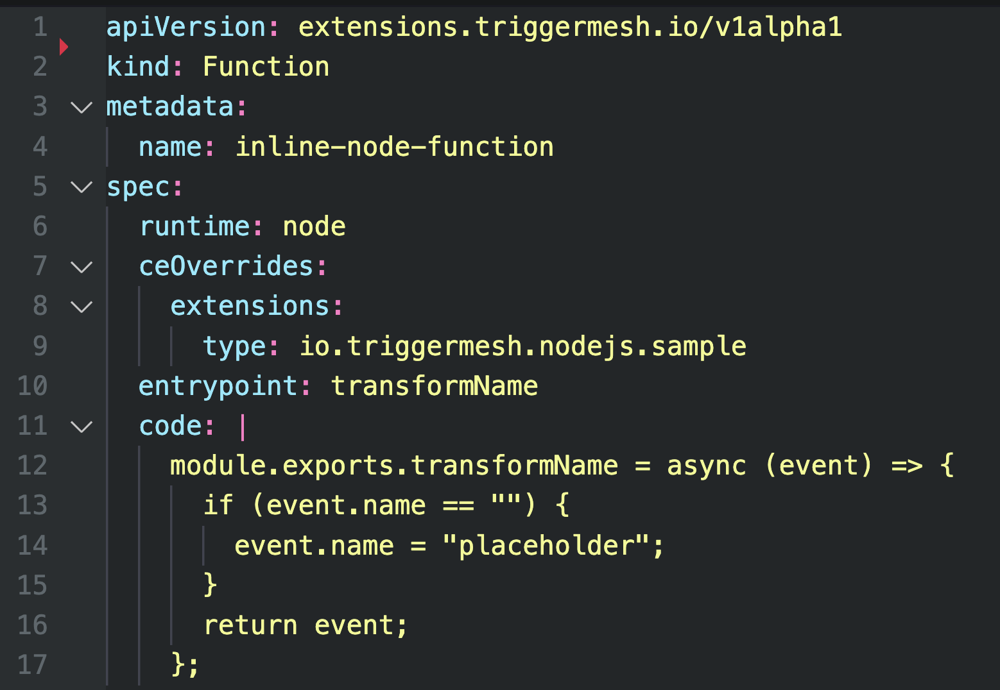 1 apiVersion: extensions.triggermesh.io/v1alpha1
2 kind: Function
3 metadata:
4   name: inline-node-function
5 spec:
6   runtime: node
7   ceOverrides:
8     extensions:
9       type: io.triggermesh.nodejs.sample
10   entrypoint: transformName
11   code: |
12     module.exports.transformName = async (event) => {
13       if (event.name == "") {
14         event.name = "placeholder";
15       }
16       return event;
17     };